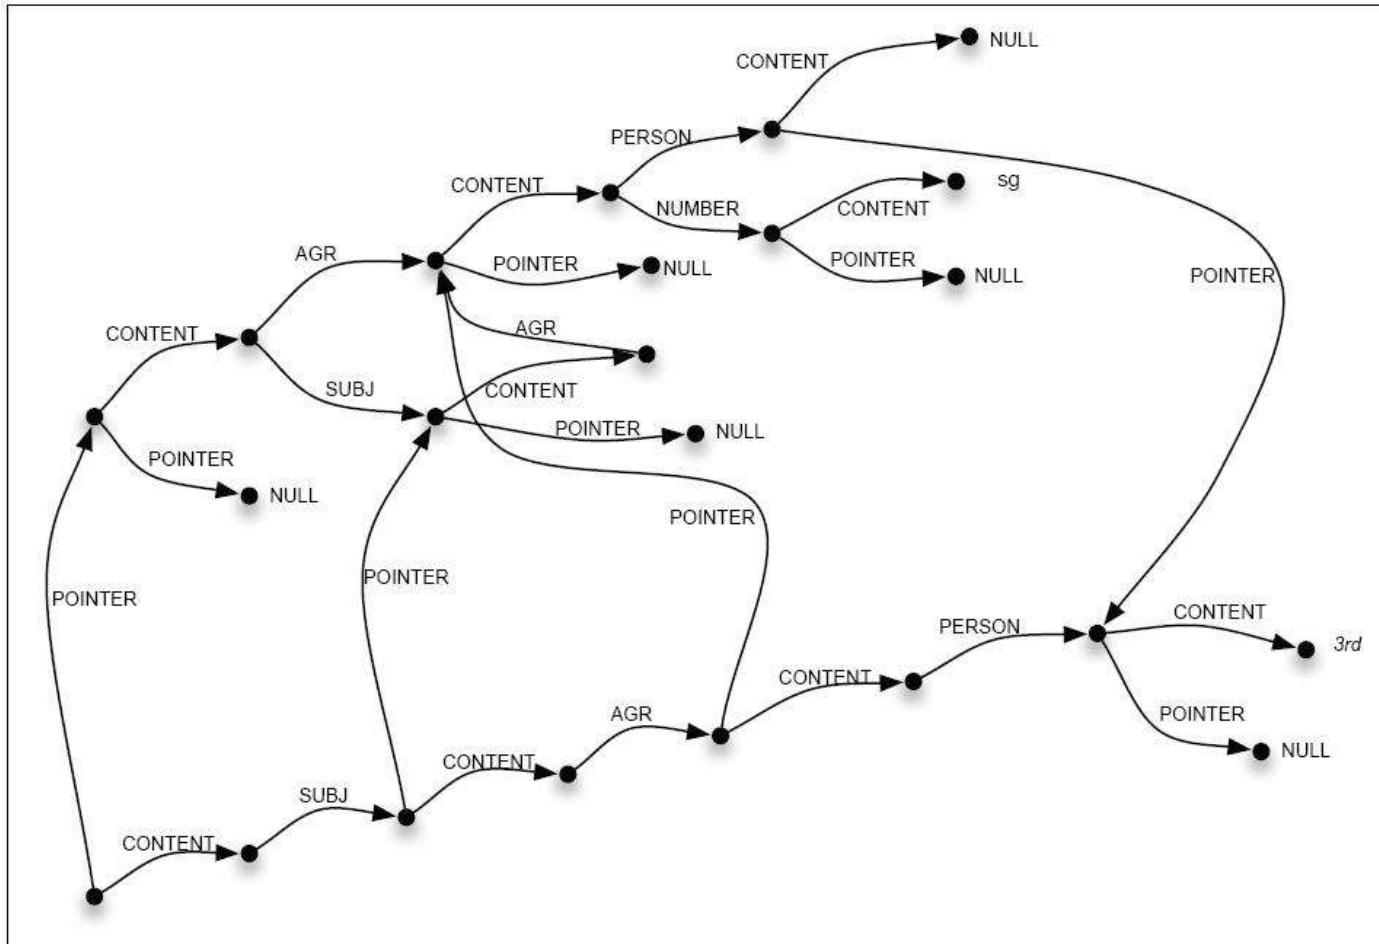 NULL
CONTENT
PERSON
CONTENT
sg
NUMBER
CONTENT
AGR
POINTER
NULL
POINTER
NULL
POINTER
CONTENT
AGR
SUBJ
CONTENT
POINTER
NULL
POINTER
NULL
POINTER
POINTER
POINTER
CONTENT
PERSON
3rd
CONTENT
AGR
POINTER
NULL
CONTENT
SUBJ
CONTENT